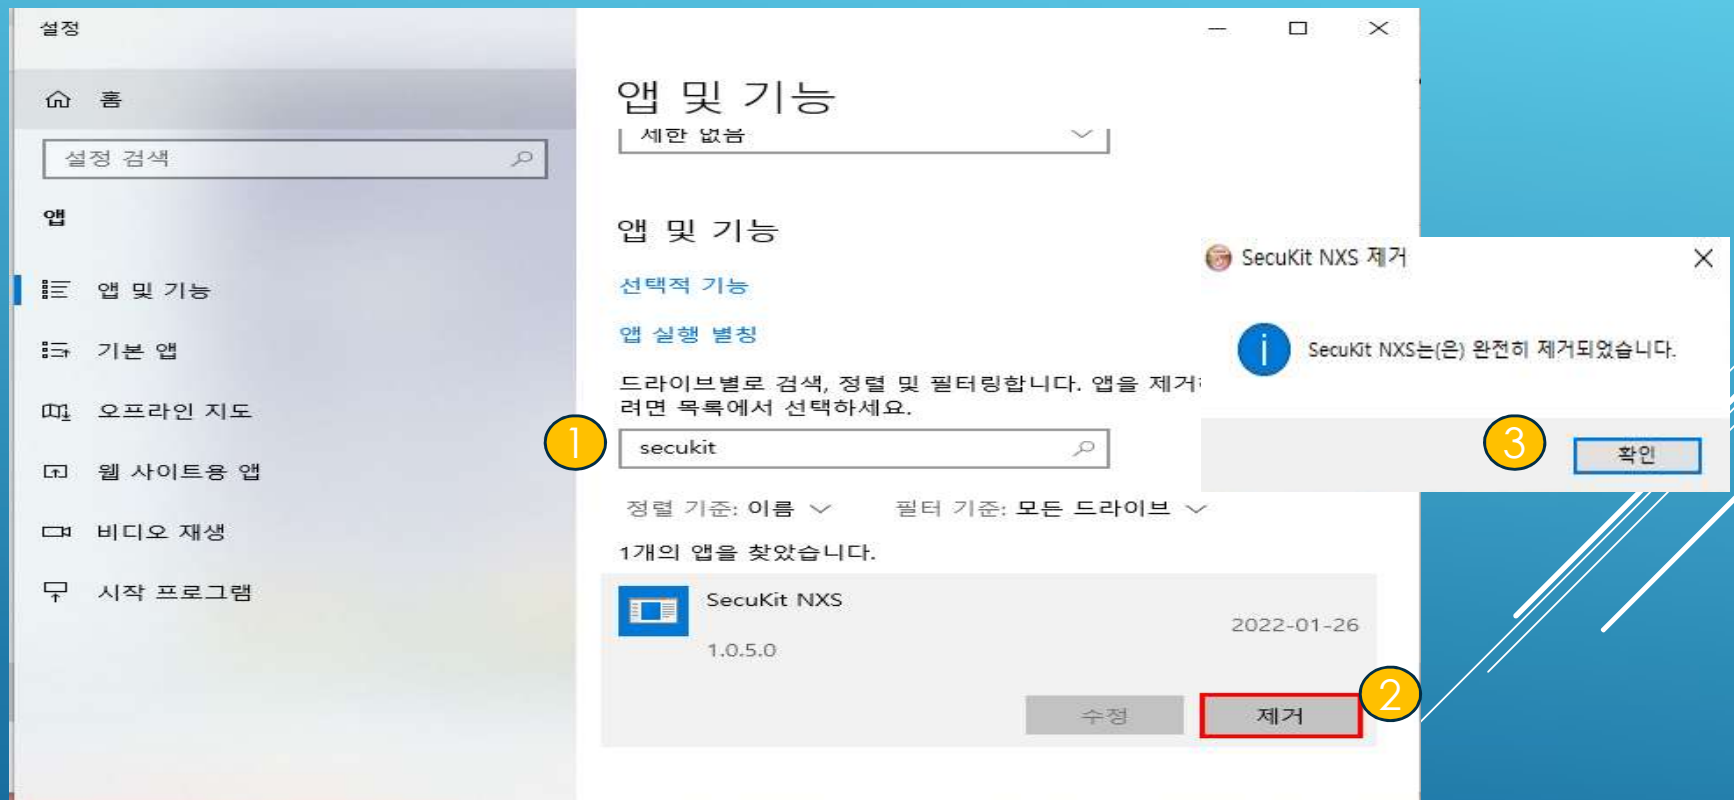 설정
홈
설정 검색
앱
앱 및 기능
기본 앱
오프라인 지도
웹 사이트용 앱
비디오 재생
시작 프로그램
앱 및 기능
제한 없음
앱 및 기능
선택적 기능
앱 실행 별칭
드라이브별로 검색, 정렬 및 필터링합니다. 앱을
려면 목록에서 선택하세요.
1
secukit
정렬 기준: 이름
필터 기준: 모든 드라이브
1개의 앱을 찾았습니다.
SecuKit NXS
2022-01-26
1.0.5.0
수정
제거
2
SecuKit NXS 제거
SecuKit NXS는(은) 완전히 제거되었습니다.
3
확인